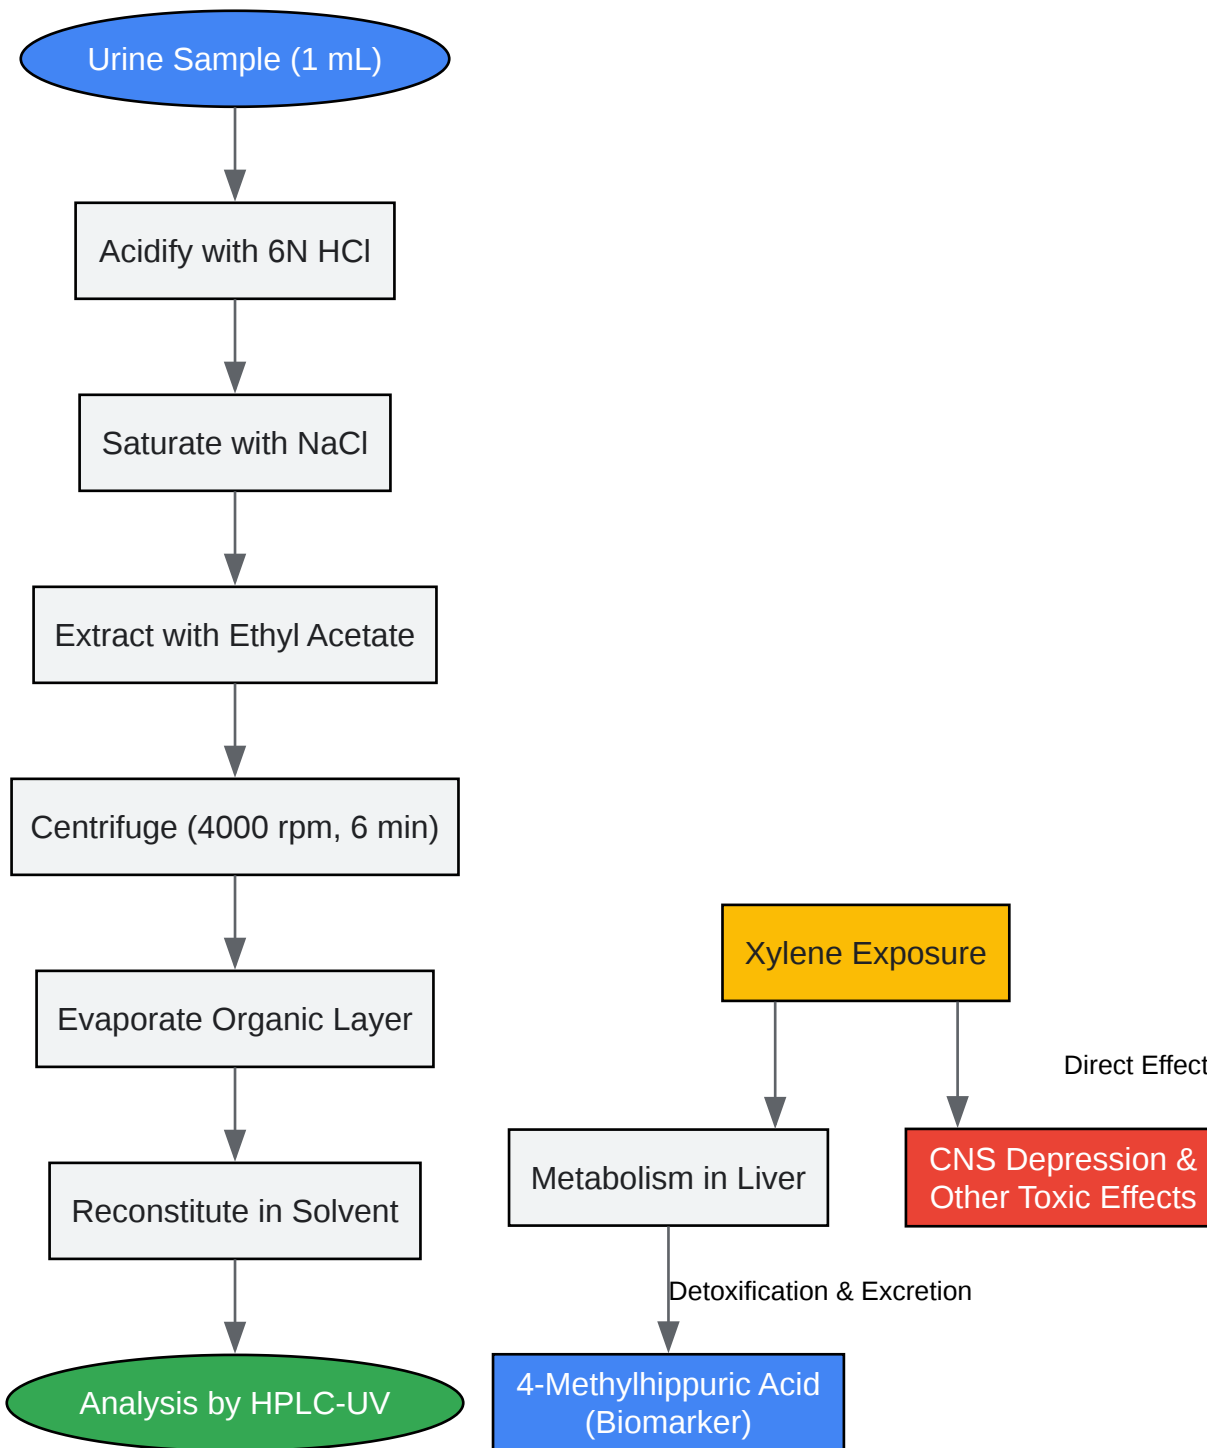 Urine Sample (1 mL)
Acidify with 6N HCl
Saturate with NaCl
Extract with Ethyl Acetate
Centrifuge (4000 rpm, 6 min)
Evaporate Organic Layer
Reconstitute in Solvent
Analysis by HPLC-UV
Xylene Exposure
Direct Effect
Metabolism in Liver
CNS Depression &
Other Toxic Effects
Detoxification & Excretion
4-Methylhippuric Acid
(Biomarker)